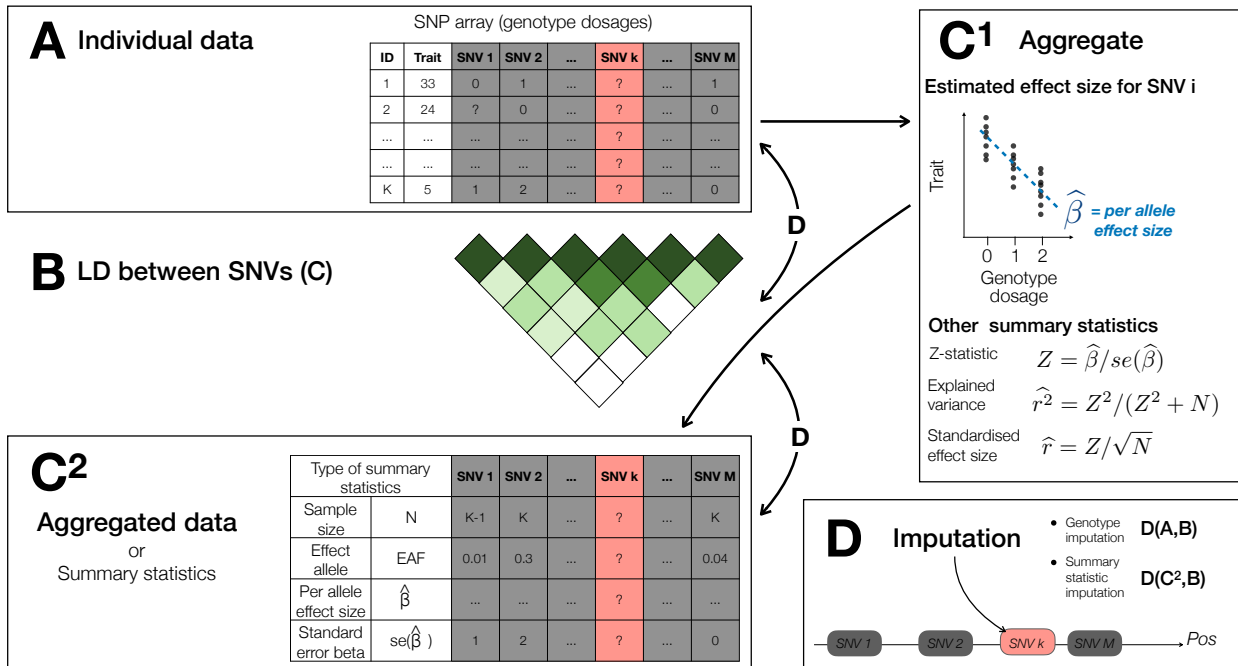 A Individual data
SNP array (genotype dosages)
ID Trait SNV 1 SNV 2 ... SNV k ... SNV M
1 33 0 1 ... ? ... 1
2 24 ? 0 ... ? ... 0
... ... ... ... ... ? ... ...
... ... ... ... ... ? ... ...
K 5 1 2 ... ? ... 0
D
B LD between SNVs (C)
D
C¹ Aggregate
Estimated effect size for SNV i
Trait
β̂ = per allele
effect size
0 1 2
Genotype
dosage
Other summary statistics
Z-statistic Z = β̂/se(β̂)
Explained
variance r̂² = Z²/(Z² + N)
Standardised
effect size r̂ = Z/√N
C²
Aggregated data
or
Summary statistics
Type of summary
statistics
SNV 1 SNV 2 ... SNV k ... SNV M
Sample
size
N K-1 K ... ? ... K
Effect
allele
EAF 0.01 0.3 ... ? ... 0.04
Per allele
effect size
β̂ ... ... ... ? ... ...
Standard
error beta
se(β̂) 1 2 ... ? ... 0
D Imputation
• Genotype
imputation
D(A,B)
• Summary
statistic
imputation
D(C²,B)
SNV 1 SNV 2 SNV k SNV M Pos